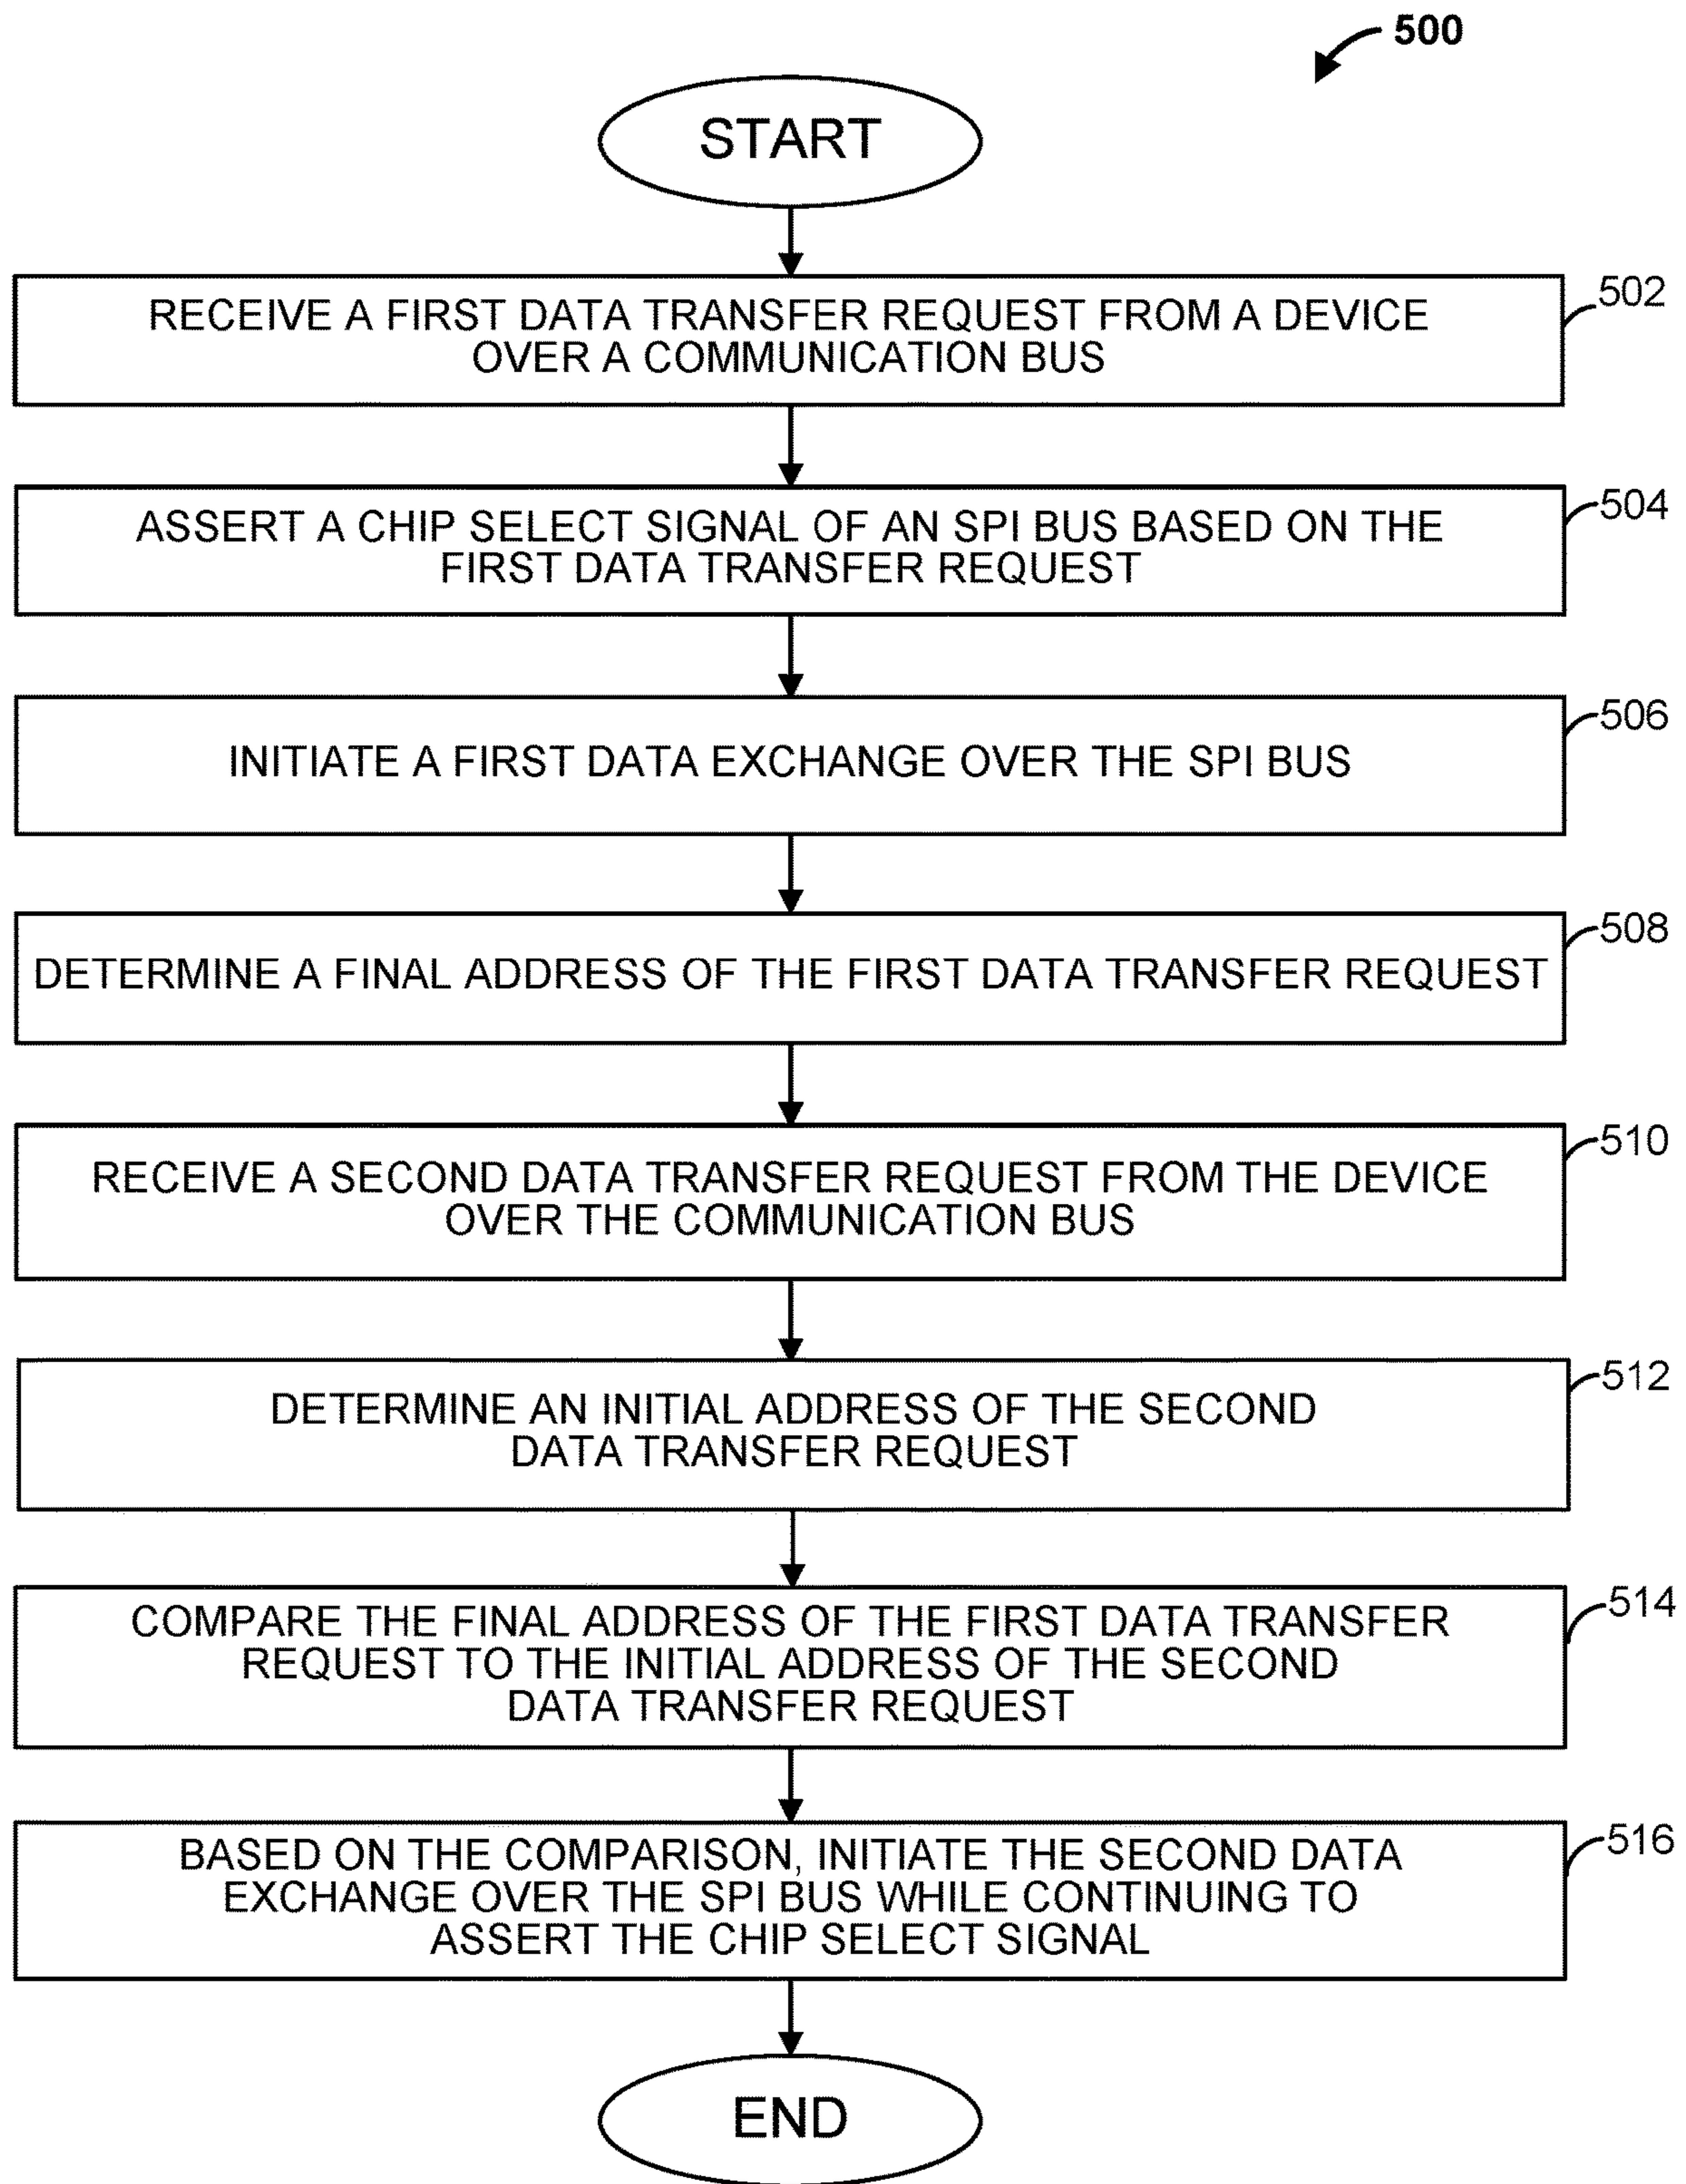 500
START
RECEIVE A FIRST DATA TRANSFER REQUEST FROM A DEVICE
OVER A COMMUNICATION BUS
502
ASSERT A CHIP SELECT SIGNAL OF AN SPI BUS BASED ON THE
FIRST DATA TRANSFER REQUEST
504
INITIATE A FIRST DATA EXCHANGE OVER THE SPI BUS
506
DETERMINE A FINAL ADDRESS OF THE FIRST DATA TRANSFER REQUEST
508
RECEIVE A SECOND DATA TRANSFER REQUEST FROM THE DEVICE
OVER THE COMMUNICATION BUS
510
DETERMINE AN INITIAL ADDRESS OF THE SECOND
DATA TRANSFER REQUEST
512
COMPARE THE FINAL ADDRESS OF THE FIRST DATA TRANSFER
REQUEST TO THE INITIAL ADDRESS OF THE SECOND
DATA TRANSFER REQUEST
514
BASED ON THE COMPARISON, INITIATE THE SECOND DATA
EXCHANGE OVER THE SPI BUS WHILE CONTINUING TO
ASSERT THE CHIP SELECT SIGNAL
516
END